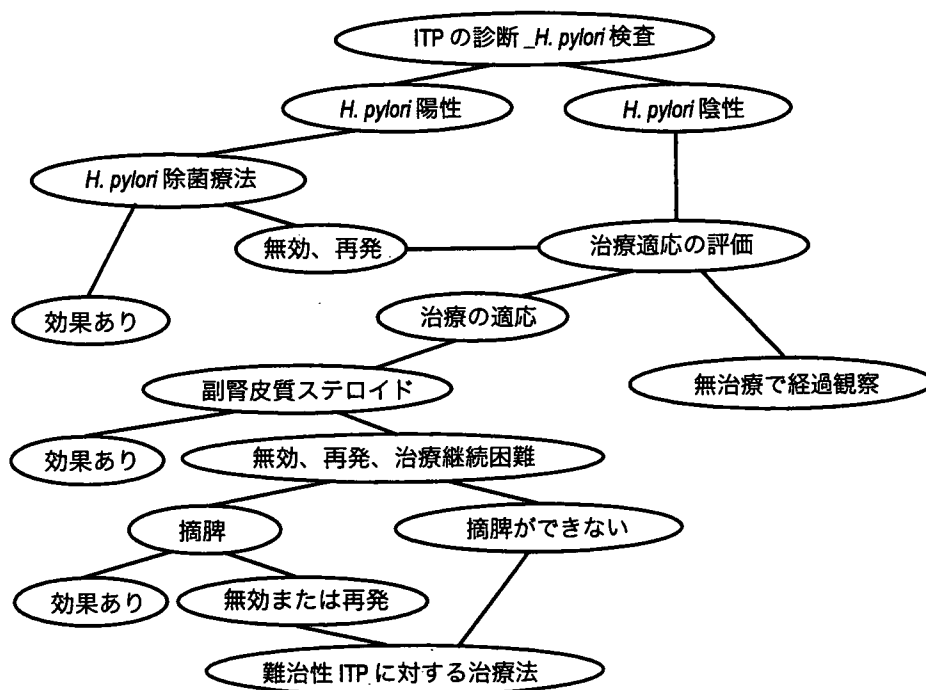 ITP の診断 _H. pylori 検査
H. pylori 陽性
H. pylori 陰性
H. pylori 除菌療法
無効、再発
治療適応の評価
効果あり
治療の適応
副腎皮質ステロイド
無治療で経過観察
効果あり
無効、再発、治療継続困難
摘脾
摘脾ができない
効果あり
無効または再発
難治性 ITP に対する治療法